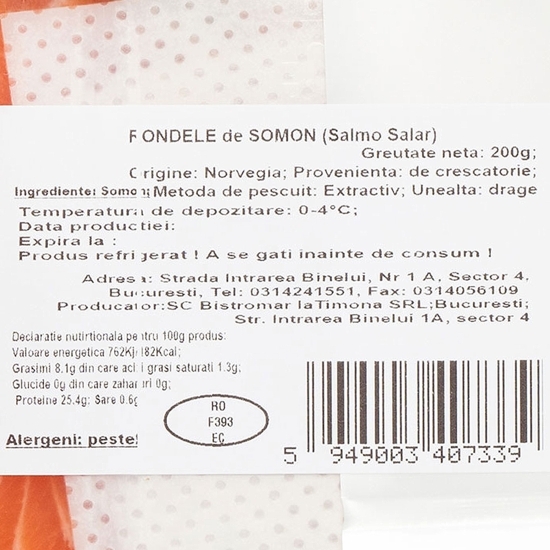 RONDELE de SOMON (Salmo Salar)
Greutate neta: 200g;
Origine: Norvegia; Provenienta: de crescatorie;
Ingrediente: Somon; Metoda de pescuit: Extractiv; Unealta: drage
Temperatura de depozitare: 0-4°C;
Data productiei:
Expira la :
Produs refrigerat ! A se gati inainte de consum !
Adresa: Strada Intrarea Binelui, Nr 1 A, Sector 4,
Bucuresti, Tel: 0314241551, Fax: 0314056109
Producator:SC Bistromar laTimona SRL;Bucuresti;
Str. Intrarea Binelui 1A, sector 4
Declaratie nutirtionala pentru 100g produs:
Valoare energetica 762Kj 182Kcal;
Grasimi 8.1g din care acizi grasi saturati 1.3g;
Glucide 0g din care zaharuri 0g;
Proteine 25.4g; Sare 0.6g
Alergeni: peste!
RO
F393
EC
5 949003 407339